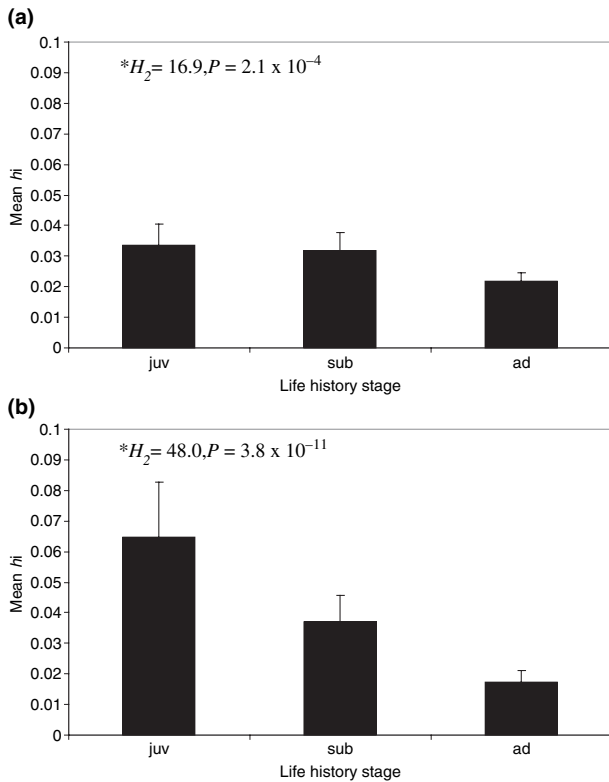 (a)
0.1
0.09
0.08
0.07
0.06
0.05
0.04
0.03
0.02
0.01
0
Mean hi
*H2= 16.9,P = 2.1 x 10–4
juv sub ad
Life history stage
(b)
0.1
0.09
0.08
0.07
0.06
0.05
0.04
0.03
0.02
0.01
0
Mean hi
*H2= 48.0,P = 3.8 x 10–11
juv sub ad
Life history stage